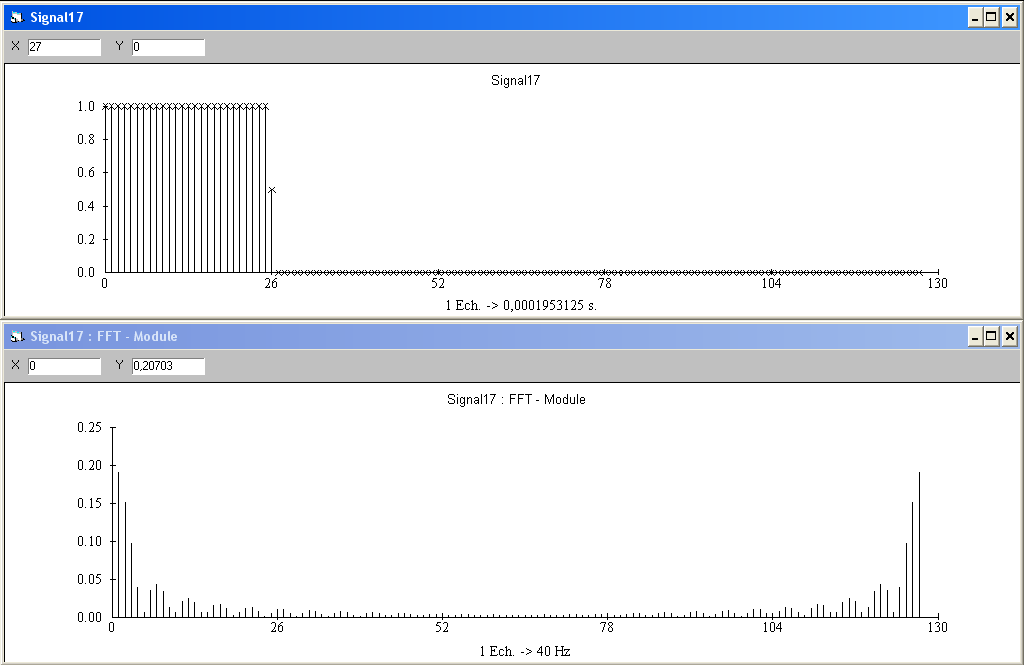 Signal17
X 27 Y 0
Signal17
1.0
0.8
0.6
0.4
0.2
0.0
0 26 52 78 104 130
1 Ech. -> 0,0001953125 s.
Signal17 : FFT - Module
X 0 Y 0,20703
Signal17 : FFT - Module
0.25
0.20
0.15
0.10
0.05
0.00
0 26 52 78 104 130
1 Ech. -> 40 Hz